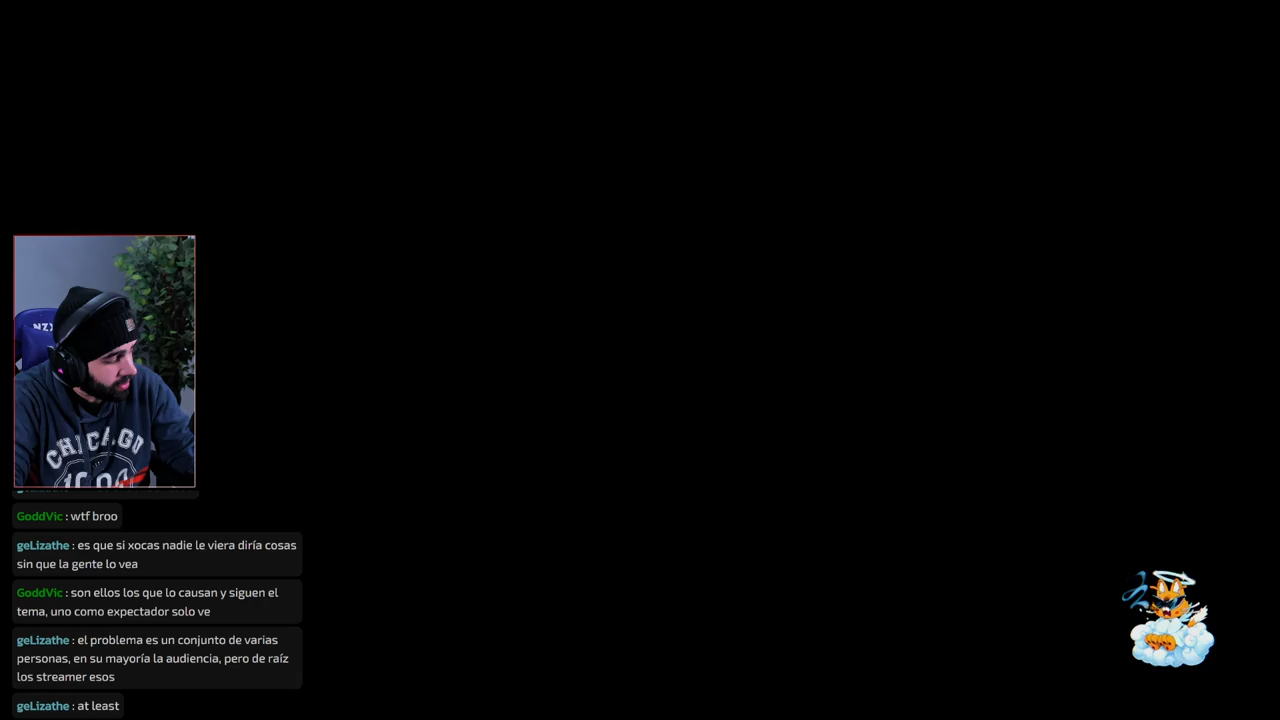 NZX
CHICAGO
GoddVic : wtf broo
geLizathe : es que si xocas nadie le viera diría cosas
sin que la gente lo vea
GoddVic : son ellos los que lo causan y siguen el
tema, uno como expectador solo ve
geLizathe : el problema es un conjunto de varias
personas, en su mayoría la audiencia, pero de raíz
los streamer esos
geLizathe : at least